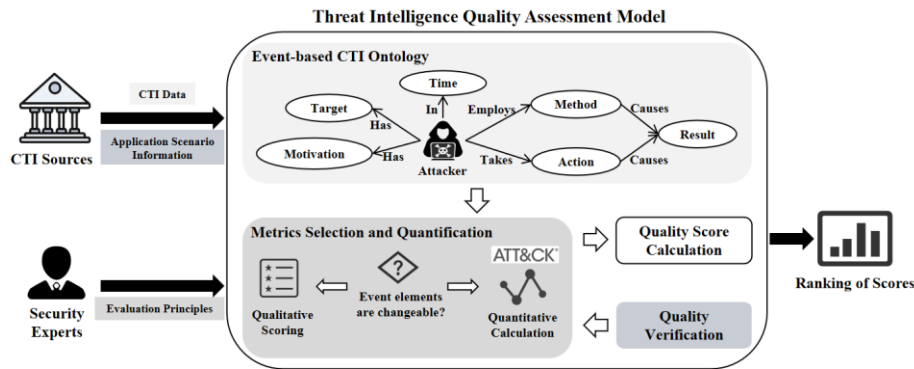 Threat Intelligence Quality Assessment Model
Event-based CTI Ontology
Time
Target
In
Employs
Method
Causes
Has
Result
Motivation
Has
Attacker
Takes
Action
Causes
CTI Data
Application Scenario
Information
CTI Sources
Metrics Selection and Quantification
ATT&CK®
?
Qualitative
Scoring
Event elements
are changeable?
Quantitative
Calculation
Quality Score
Calculation
Quality
Verification
Ranking of Scores
Evaluation Principles
Security
Experts